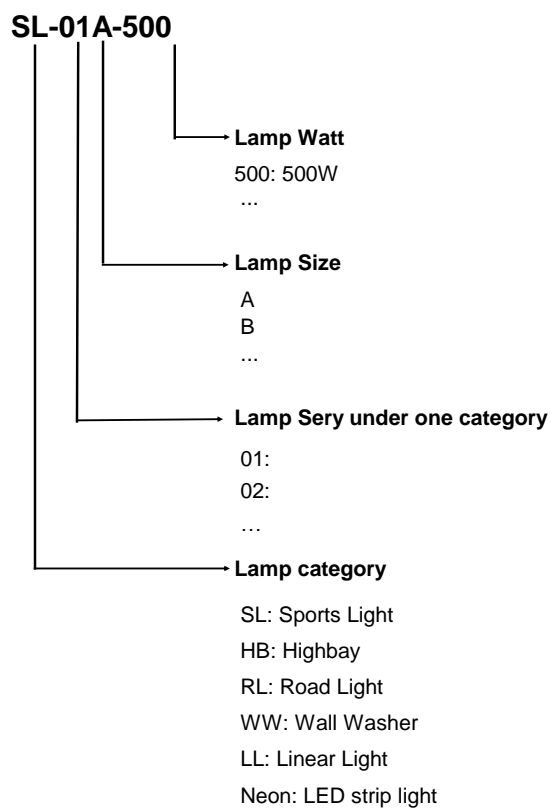 SL-01A-500
Lamp Watt
500: 500W
...
Lamp Size
A
B
...
Lamp Sery under one category
01:
02:
…
Lamp category
SL: Sports Light
HB: Highbay
RL: Road Light
WW: Wall Washer
LL: Linear Light
Neon: LED strip light